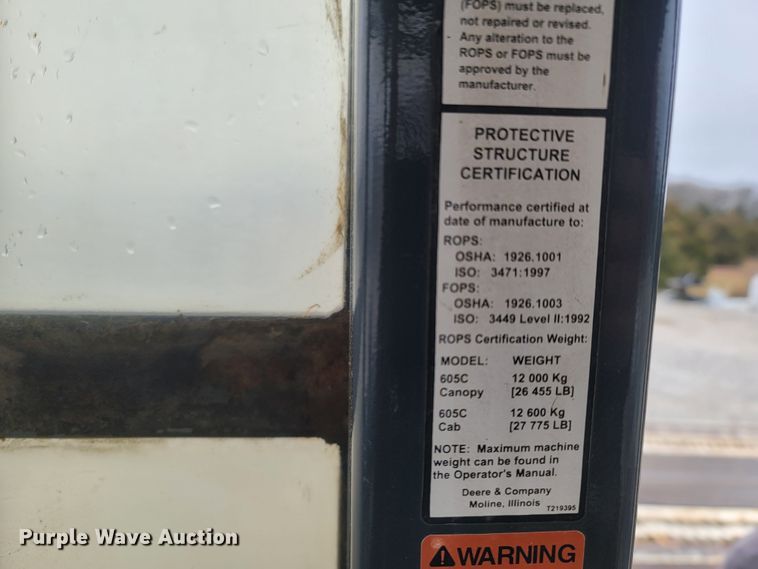 (FOPS) must be replaced,
not repaired or revised.
Any alteration to the
ROPS or FOPS must be
approved by the
manufacturer.
PROTECTIVE
STRUCTURE
CERTIFICATION
Performance certified at
date of manufacture to:
ROPS:
OSHA: 1926.1001
ISO: 3471:1997
FOPS:
OSHA: 1926.1003
ISO: 3449 Level II:1992
ROPS Certification Weight:
MODEL: WEIGHT
605C 12 000 Kg
Canopy [26 455 LB]
605C 12 600 Kg
Cab [27 775 LB]
NOTE: Maximum machine
weight can be found in
the Operator's Manual.
Deere & Company
Moline, Illinois T219395
WARNING
Purple Wave Auction